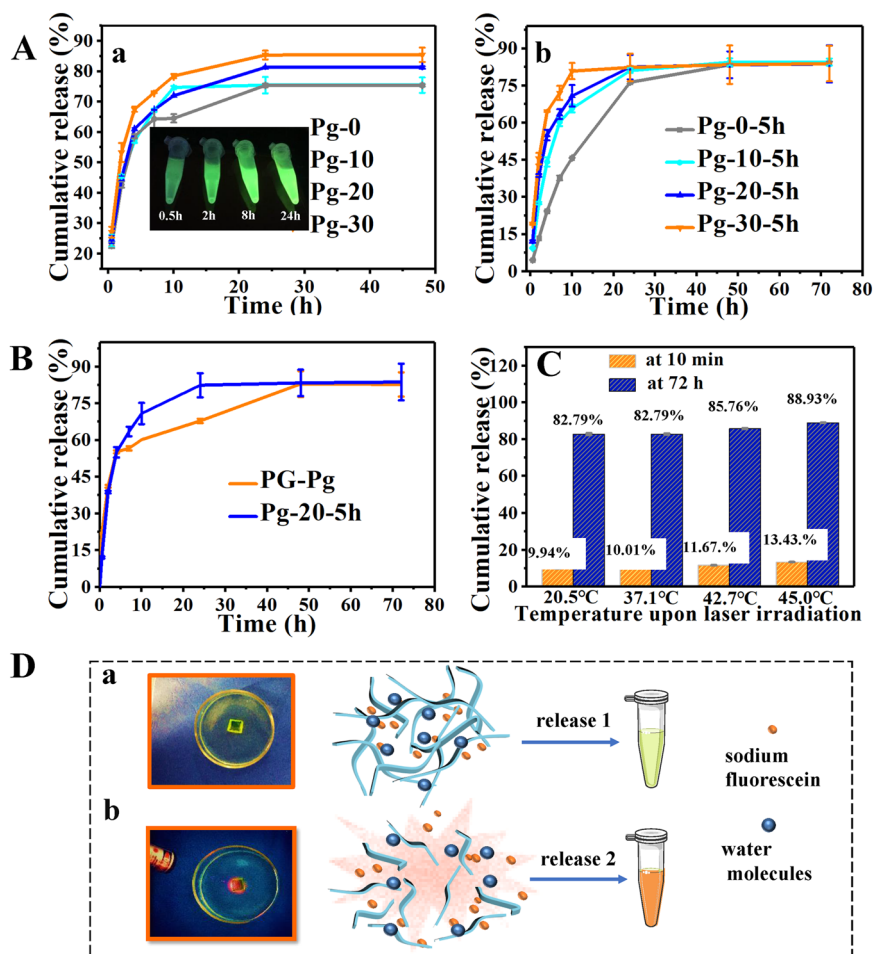 A
a
Cumulative release (%)
90
80
70
60
50
40
30
20
0
10
20
30
40
50
Time (h)
Pg-0
Pg-10
Pg-20
Pg-30
0.5h
2h
8h
24h
b
Cumulative release (%)
90
75
60
45
30
15
0
0
10
20
30
40
50
60
70
80
Time (h)
Pg-0-5h
Pg-10-5h
Pg-20-5h
Pg-30-5h
B
Cumulative release (%)
90
75
60
45
30
15
0
0
10
20
30
40
50
60
70
80
Time (h)
PG-Pg
Pg-20-5h
C
Cumulative release (%)
120
100
80
60
40
20
0
at 10 min
at 72 h
82.79%
82.79%
85.76%
88.93%
9.94%
10.01%
11.67.%
13.43.%
20.5°C
37.1°C
42.7°C
45.0°C
Temperature upon laser irradiation
D
a
release 1
sodium
fluorescein
b
release 2
water
molecules